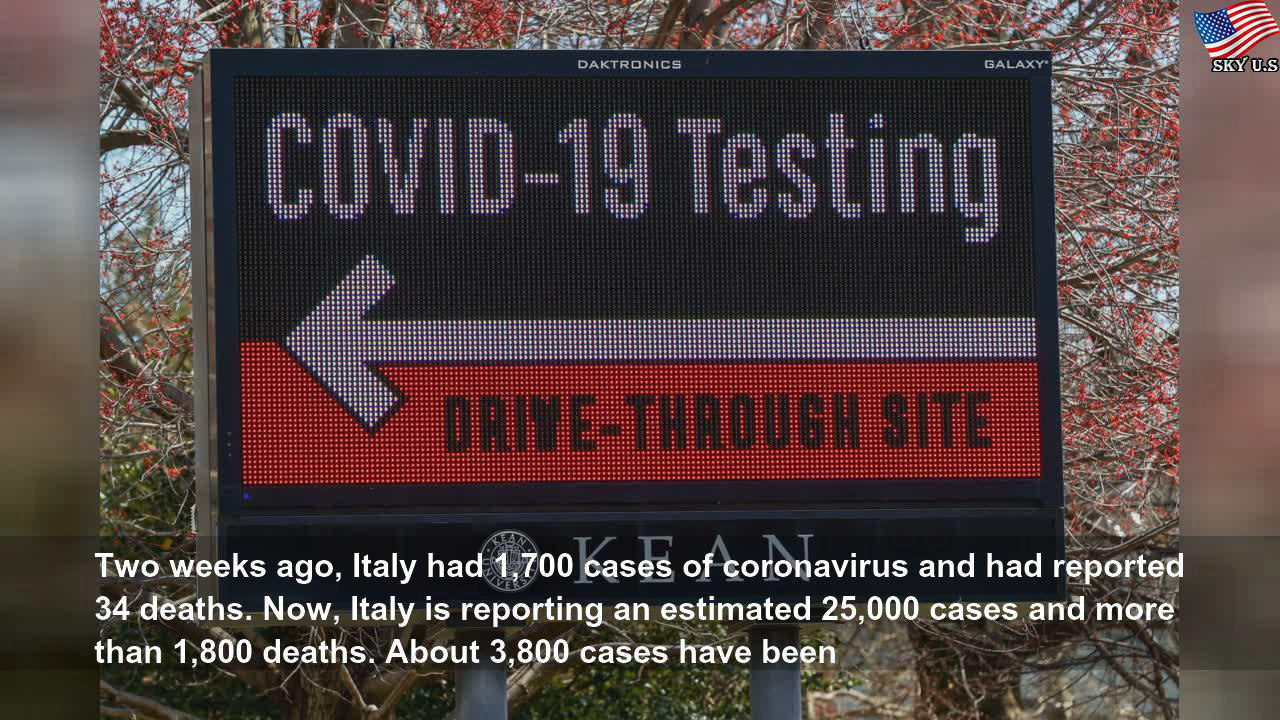 DAKTRONICS GALAXY®
SKY U.S
COVID-19 Testing
DRIVE-THROUGH SITE
KEAN
Two weeks ago, Italy had 1,700 cases of coronavirus and had reported
34 deaths. Now, Italy is reporting an estimated 25,000 cases and more
than 1,800 deaths. About 3,800 cases have been